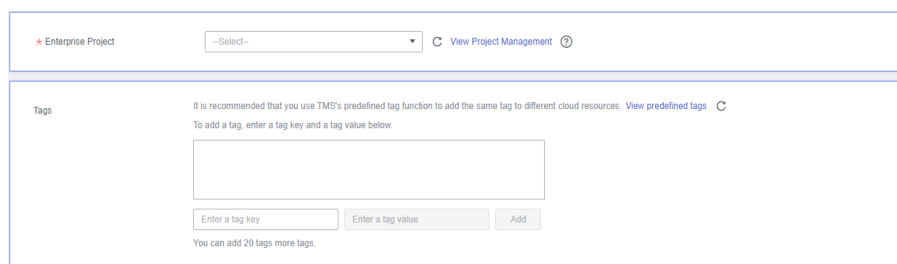 * Enterprise Project --Select-- View Project Management ?
Tags It is recommended that you use TMS's predefined tag function to add the same tag to different cloud resources. View predefined tags
To add a tag, enter a tag key and a tag value below.
Enter a tag key Enter a tag value Add
You can add 20 tags more tags.